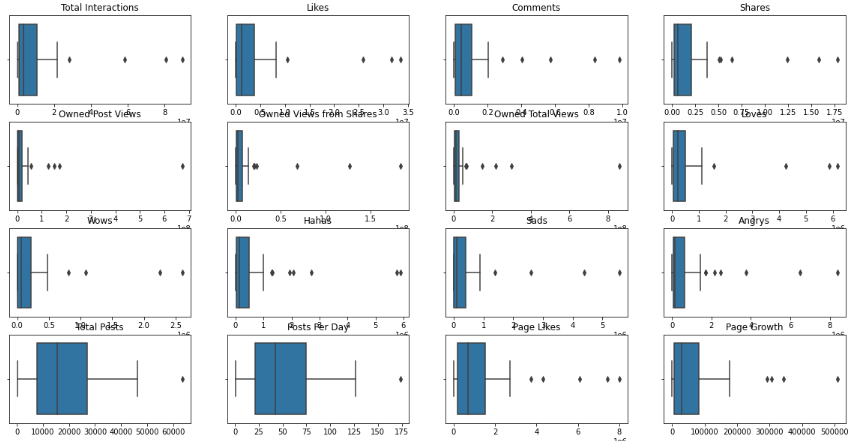 Total Interactions
Likes
Comments
Shares
0 2 4 6 8
1e7
0.0 0.5 1.0 1.5 2.0 2.5 3.0 3.5
1e7
0.0 0.2 0.4 0.6 0.8 1.0
1e7
0.00 0.25 0.50 0.75 1.00 1.25 1.50 1.75
1e7
Owned Post Views
Owned Views from Shares
Owned Total Views
Loves
0 1 2 3 4 5 6 7
1e8
0.0 0.5 1.0 1.5
1e8
0 2 4 6 8
1e8
0 1 2 3 4 5 6
1e6
Wows
Hahas
Sads
Angrys
0.0 0.5 1.0 1.5 2.0 2.5
1e6
0 1 2 3 4 5 6
1e6
0 1 2 3 4 5
1e6
0 2 4 6 8
1e6
Total Posts
Posts Per Day
Page Likes
Page Growth
0 10000 20000 30000 40000 50000 60000
0 25 50 75 100 125 150 175
0 2 4 6 8
1e6
0 100000 200000 300000 400000 500000